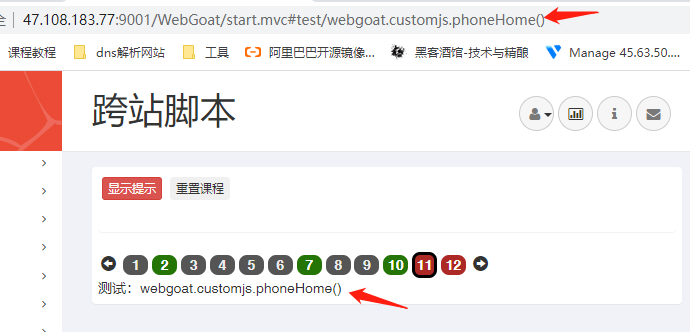 全 47.108.183.77:9001/WebGoat/start.mvc#test/webgoat.customjs.phoneHome()
课程教程 dns解析网站 工具 阿里巴巴开源镜像... 黑客酒馆-技术与精酿 Manage 45.63.50....
跨站脚本
显示提示 重置课程
1 2 3 4 5 6 7 8 9 10 11 12
测试：webgoat.customjs.phoneHome()